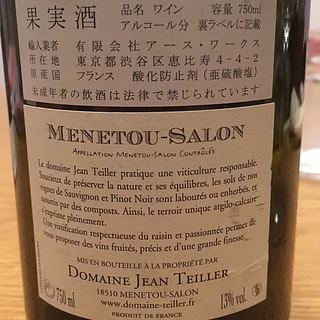 果実酒 品名 ワイン 容量 750ml
アルコール分 裏ラベルに記載
輸入業者 有限会社アース・ワークス
所在地 東京都渋谷区恵比寿4-4-2
原産国 フランス 酸化防止剤（亜硫酸塩）
未成年者の飲酒は法律で禁じられています
MENETOU-SALON
APPELLATION MENETOU-SALON CONTRÔLÉE
Le domaine Jean Teiller pratique une viticulture responsable.
Soucieux de préserver la nature et ses équilibres, les sols de nos
vignes de Sauvignon et Pinot Noir sont labourés ou enherbés, et
nourris par des composts. Ainsi, le terroir unique argilo-calcaire
s'exprime pleinement.
Une vinification respectueuse du raisin et passionnée permet de
vous proposer des vins fruités, précis et d'une grande finesse.
MIS EN BOUTEILLE À LA PROPRIÉTÉ PAR
DOMAINE JEAN TEILLER
750 ml 18510 MENETOU-SALON 13% vol.
www.domaine-teiller.fr
PRODUIT DE FRANCE